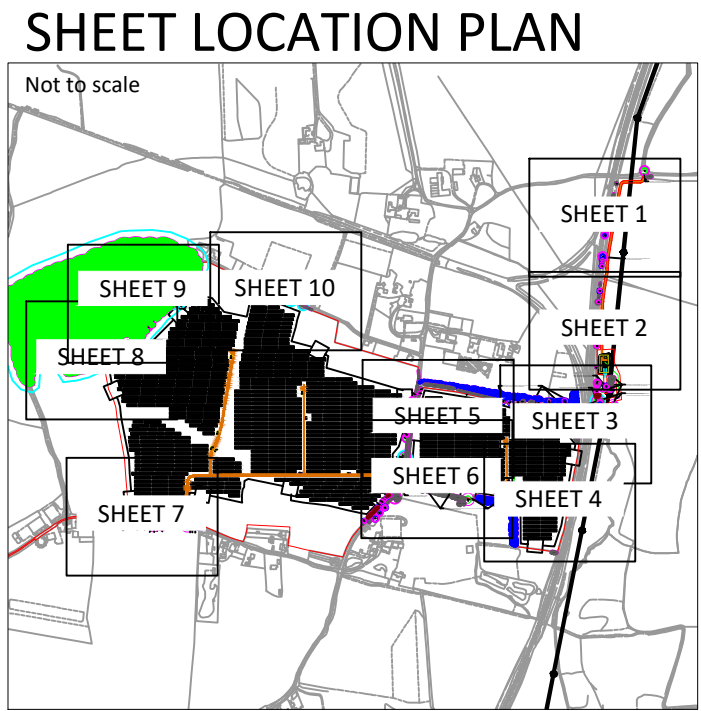 SHEET LOCATION PLAN
Not to scale
SHEET 1
SHEET 9
SHEET 10
SHEET 2
SHEET 8
SHEET 5
SHEET 3
SHEET 6
SHEET 4
SHEET 7